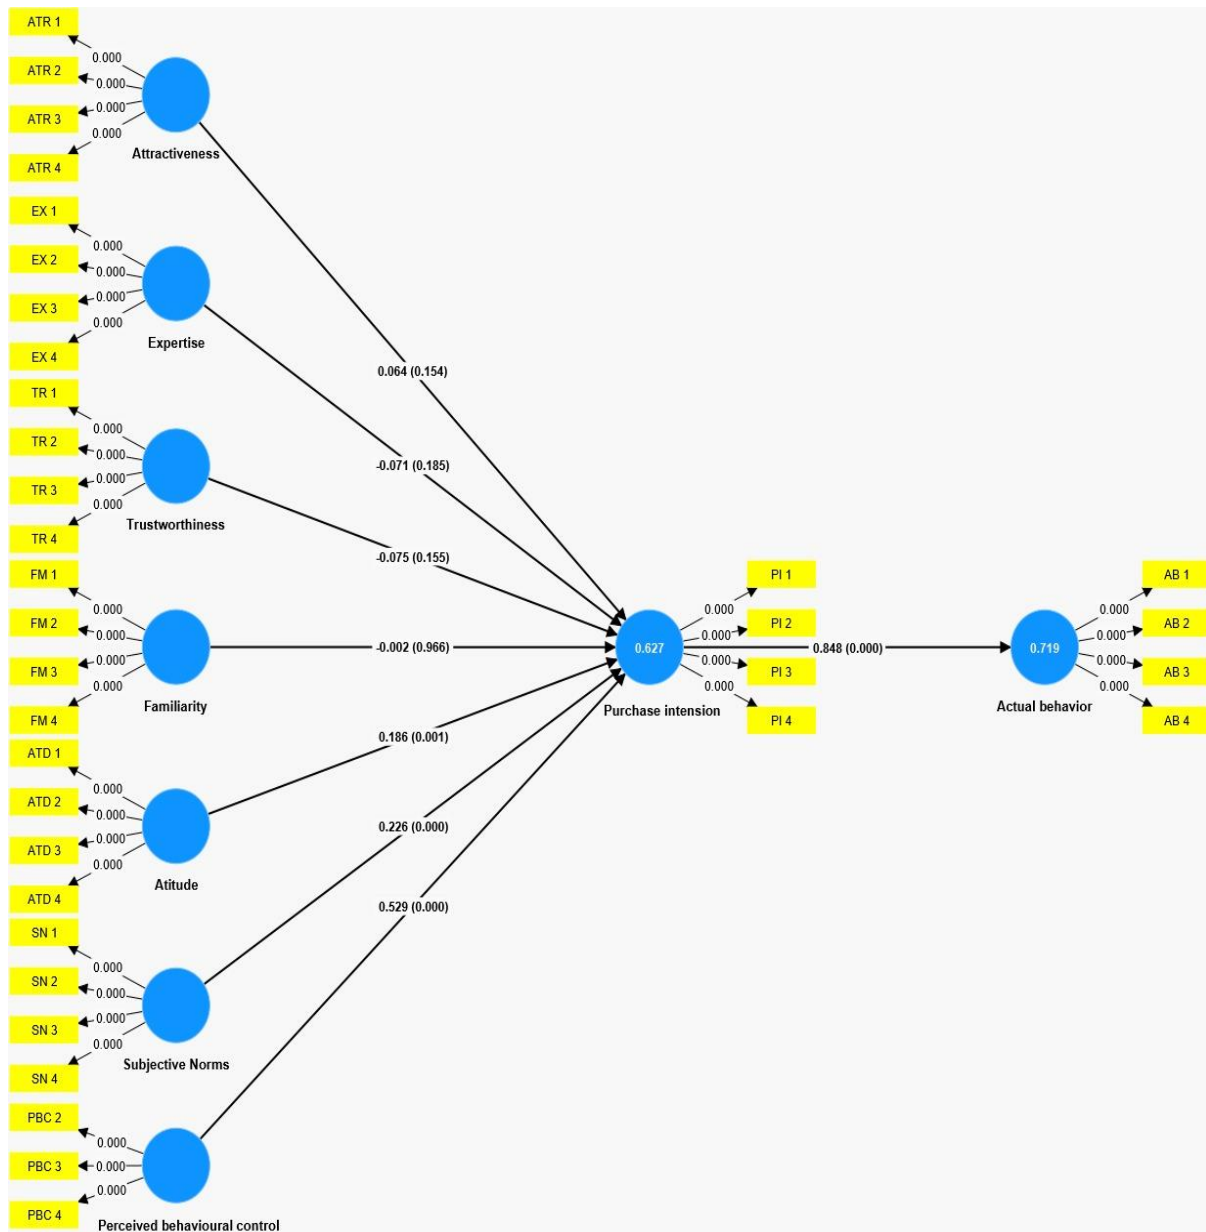 ATR 1
0.000
ATR 2
0.000
0.000
ATR 3
0.000
ATR 4
Attractiveness
EX 1
0.000
EX 2
0.000
0.000
EX 3
0.000
EX 4
Expertise
TR 1
0.000
TR 2
0.000
0.000
TR 3
0.000
TR 4
Trustworthiness
FM 1
0.000
FM 2
0.000
0.000
FM 3
0.000
FM 4
Familiarity
ATD 1
0.000
ATD 2
0.000
0.000
ATD 3
0.000
ATD 4
Atitude
SN 1
0.000
SN 2
0.000
0.000
SN 3
0.000
SN 4
Subjective Norms
PBC 2
0.000
PBC 3
0.000
0.000
PBC 4
Perceived behavioural control
0.064 (0.154)
-0.071 (0.185)
-0.075 (0.155)
-0.002 (0.966)
0.186 (0.001)
0.226 (0.000)
0.529 (0.000)
0.627
Purchase intension
PI 1
0.000
PI 2
0.000
0.000
PI 3
0.000
PI 4
0.848 (0.000)
0.719
Actual behavior
AB 1
0.000
AB 2
0.000
0.000
AB 3
0.000
AB 4